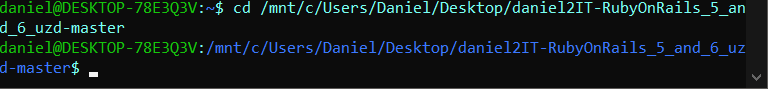 daniel@DESKTOP-78E3Q3V:~$ cd /mnt/c/Users/Daniel/Desktop/daniel2IT-RubyOnRails_5_an
d_6_uzd-master
daniel@DESKTOP-78E3Q3V:/mnt/c/Users/Daniel/Desktop/daniel2IT-RubyOnRails_5_and_6_uz
d-master$